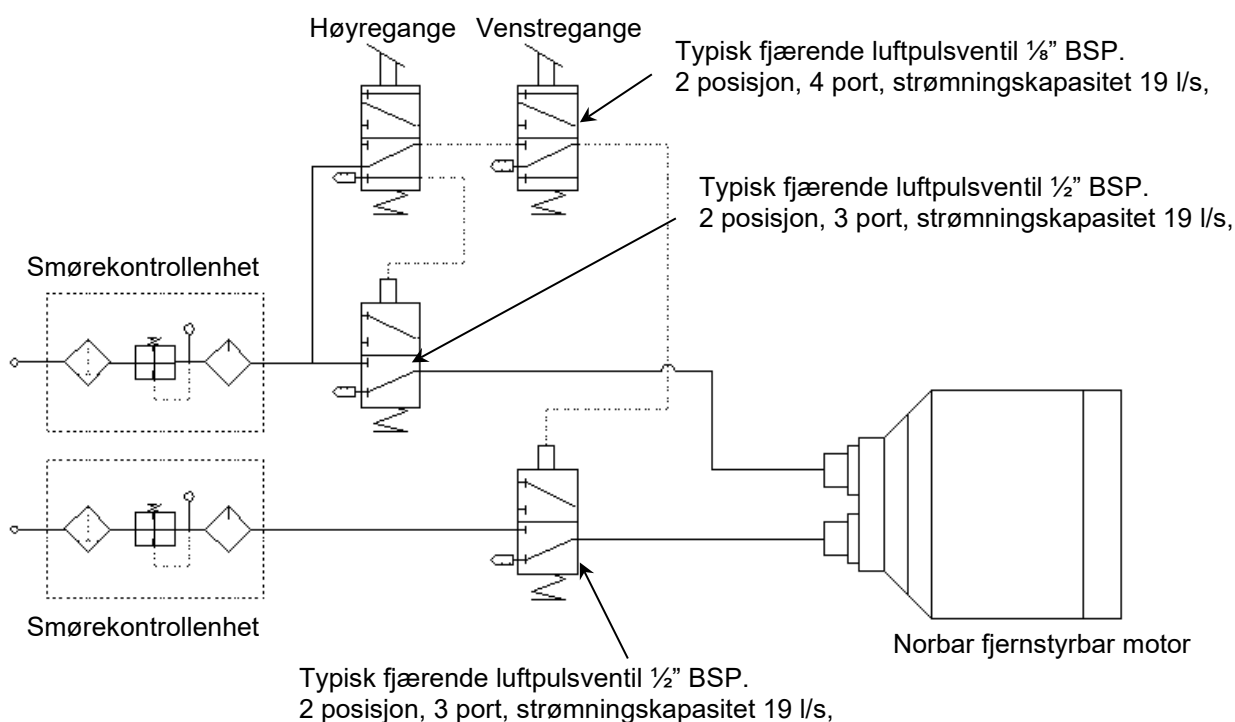 Høyregange
Venstregange
Typisk fjærende luftpulsventil ⅛” BSP.
2 posisjon, 4 port, strømningskapasitet 19 l/s,
Typisk fjærende luftpulsventil ½” BSP.
2 posisjon, 3 port, strømningskapasitet 19 l/s,
Smørekontrollenhet
Smørekontrollenhet
Norbar fjernstyrbar motor
Typisk fjærende luftpulsventil ½” BSP.
2 posisjon, 3 port, strømningskapasitet 19 l/s,